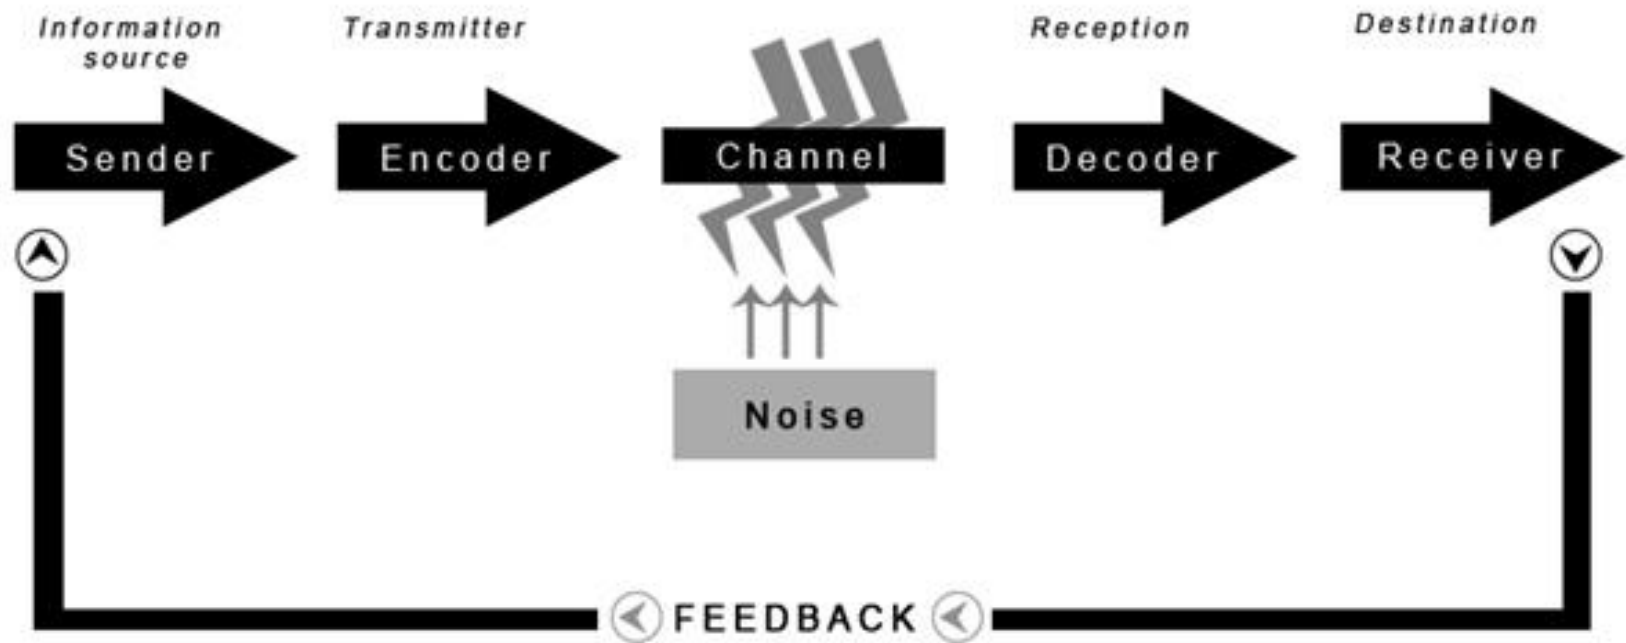 Information
source
Transmitter
Reception
Destination
Sender
Encoder
Channel
Decoder
Receiver
Noise
FEEDBACK